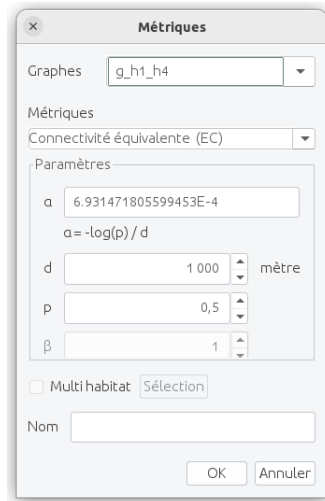 Métriques
Graphes g_h1_h4
Métriques
Connectivité équivalente (EC)
Paramètres
α 6.931471805599453E-4
α = -log(p) / d
d 1 000 mètre
p 0,5
β 1
Multi habitat Sélection
Nom
OK Annuler